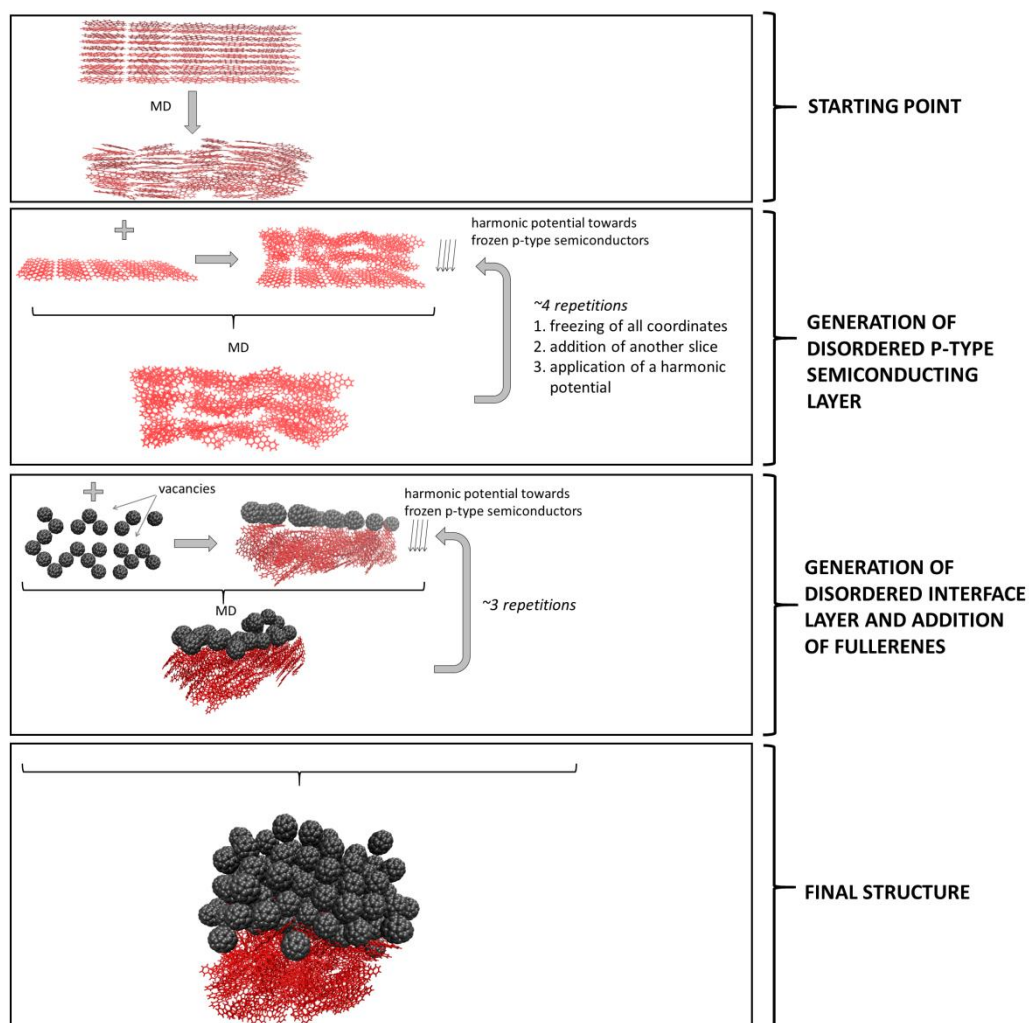 MD
STARTING POINT
harmonic potential towards
frozen p-type semiconductors
~4 repetitions
1. freezing of all coordinates
2. addition of another slice
3. application of a harmonic
potential
MD
GENERATION OF
DISORDERED P-TYPE
SEMICONDUCTING
LAYER
vacancies
harmonic potential towards
frozen p-type semiconductors
~3 repetitions
MD
GENERATION OF
DISORDERED INTERFACE
LAYER AND ADDITION
OF FULLERENES
FINAL STRUCTURE